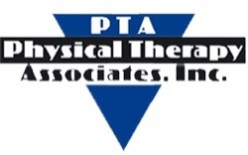 PTA
Physical Therapy
Associates, Inc.